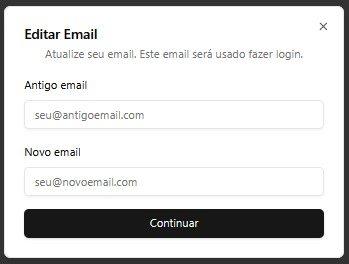 Editar Email
Atualize seu email. Este email será usado fazer login.
Antigo email
seu@antigoemail.com
Novo email
seu@novoemail.com
Continuar